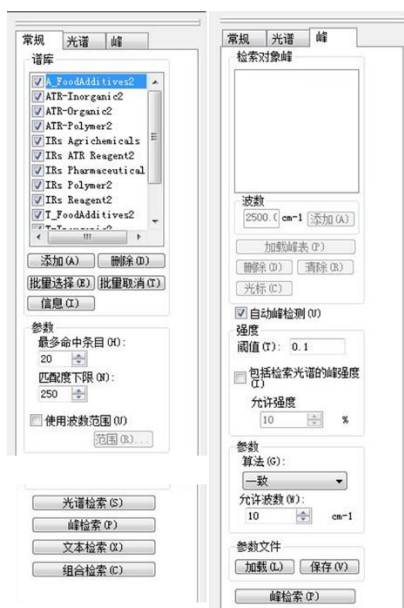 常规 光谱 峰
谱库
A_FoodAdditives2
ATR-Inorganic2
ATR-Organic2
ATR-Polymer2
IRs Agrichemicals
IRs ATR Reagent2
IRs Pharmaceutical
IRs Polymer2
IRs Reagent2
T_FoodAdditives2
添加(A) 删除(D)
批量选择(E) 批量取消(T)
信息(I)
参数
最多命中条目(H):
20
匹配度下限(M):
250
使用波数范围(U)
范围(R)...
光谱检索(S)
峰检索(P)
文本检索(X)
组合检索(C)
常规 光谱 峰
检索对象峰
波数
2500.( cm-1 添加(A)
加载峰表(P)
删除(D) 清除(R)
光标(C)
自动峰检测(U)
强度
阈值(T): 0.1
包括检索光谱的峰强度
(I)
允许强度
10 %
参数
算法(G):
一致
允许波数(W):
10 cm-1
参数文件
加载(L) 保存(V)
峰检索(P)